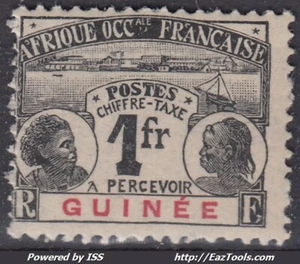 AFRIQUE OCC.ALE FRANÇAISE
POSTES
CHIFFRE-TAXE
1fr
A PERCEVOIR
R F
GUINÉE
Powered by ISS http://EazTools.com